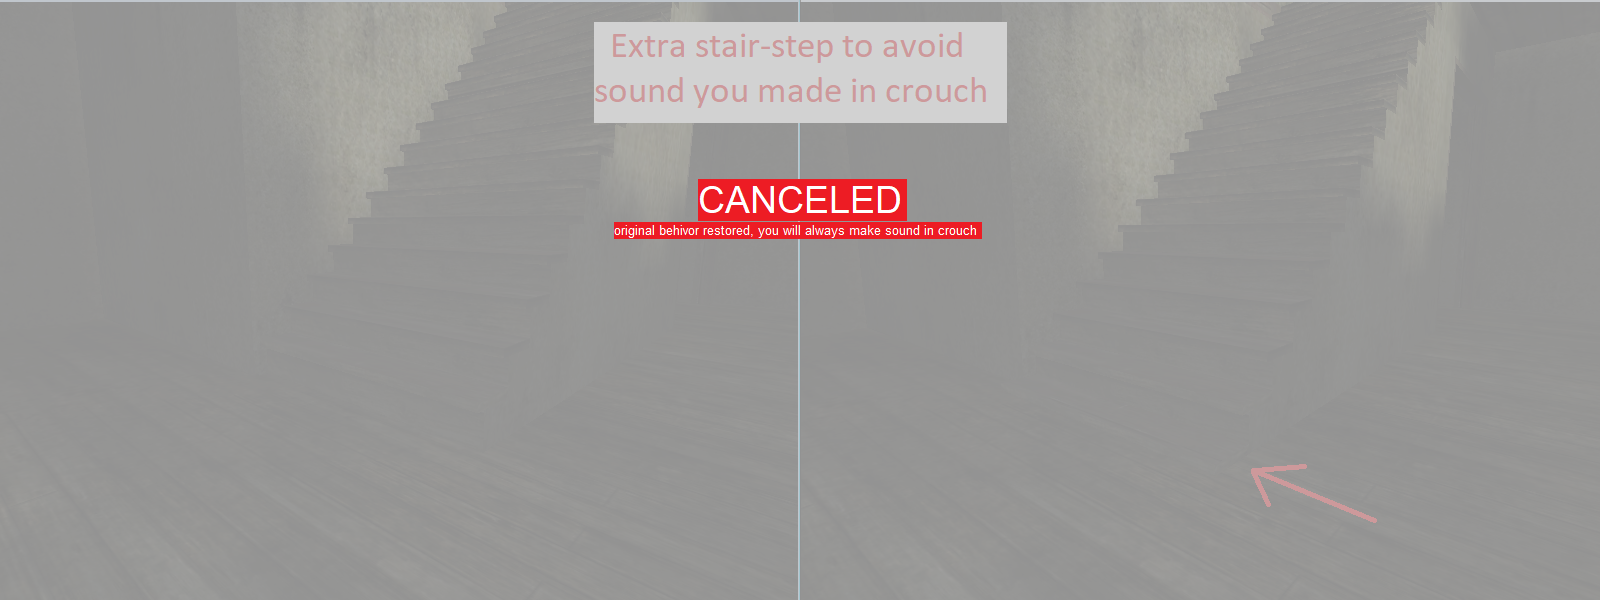 Extra stair-step to avoid
sound you made in crouch
CANCELED
original behivor restored, you will always make sound in crouch